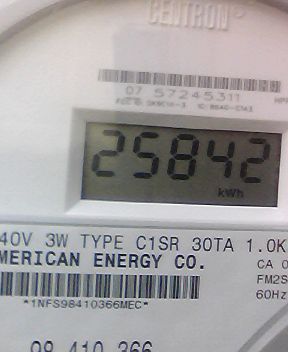 CENTRON®
07 57245311
25842
kWh
40V 3W TYPE C1SR 30TA 1.0K
MERICAN ENERGY CO.
CA 0
FM2S
60Hz
*1NFS98410366MEC*
98 410 366